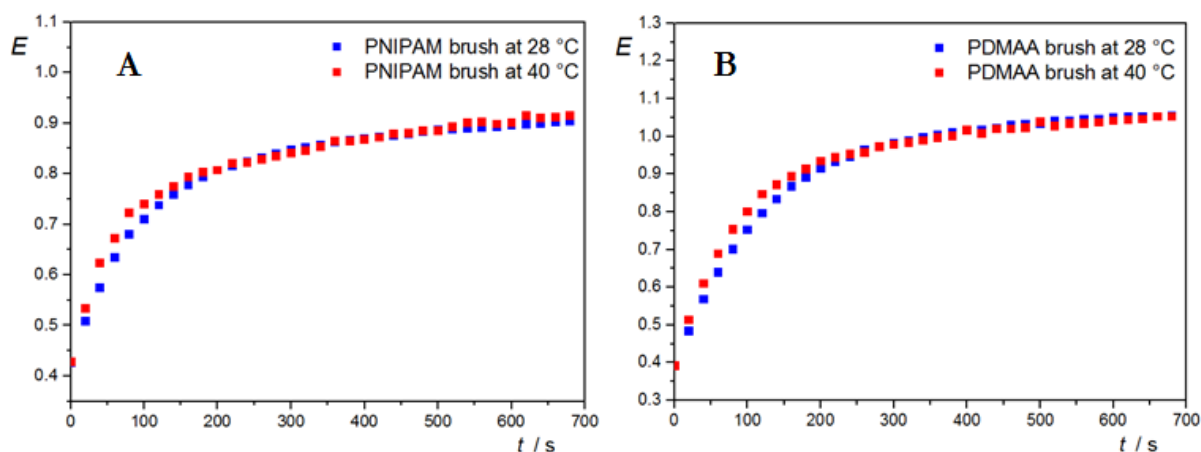 A
PNIPAM brush at 28 °C
PNIPAM brush at 40 °C
E
1.1
1.0
0.9
0.8
0.7
0.6
0.5
0.4
0 100 200 300 400 500 600 700
t / s
B
PDMAA brush at 28 °C
PDMAA brush at 40 °C
E
1.3
1.2
1.1
1.0
0.9
0.8
0.7
0.6
0.5
0.4
0.3
0 100 200 300 400 500 600 700
t / s